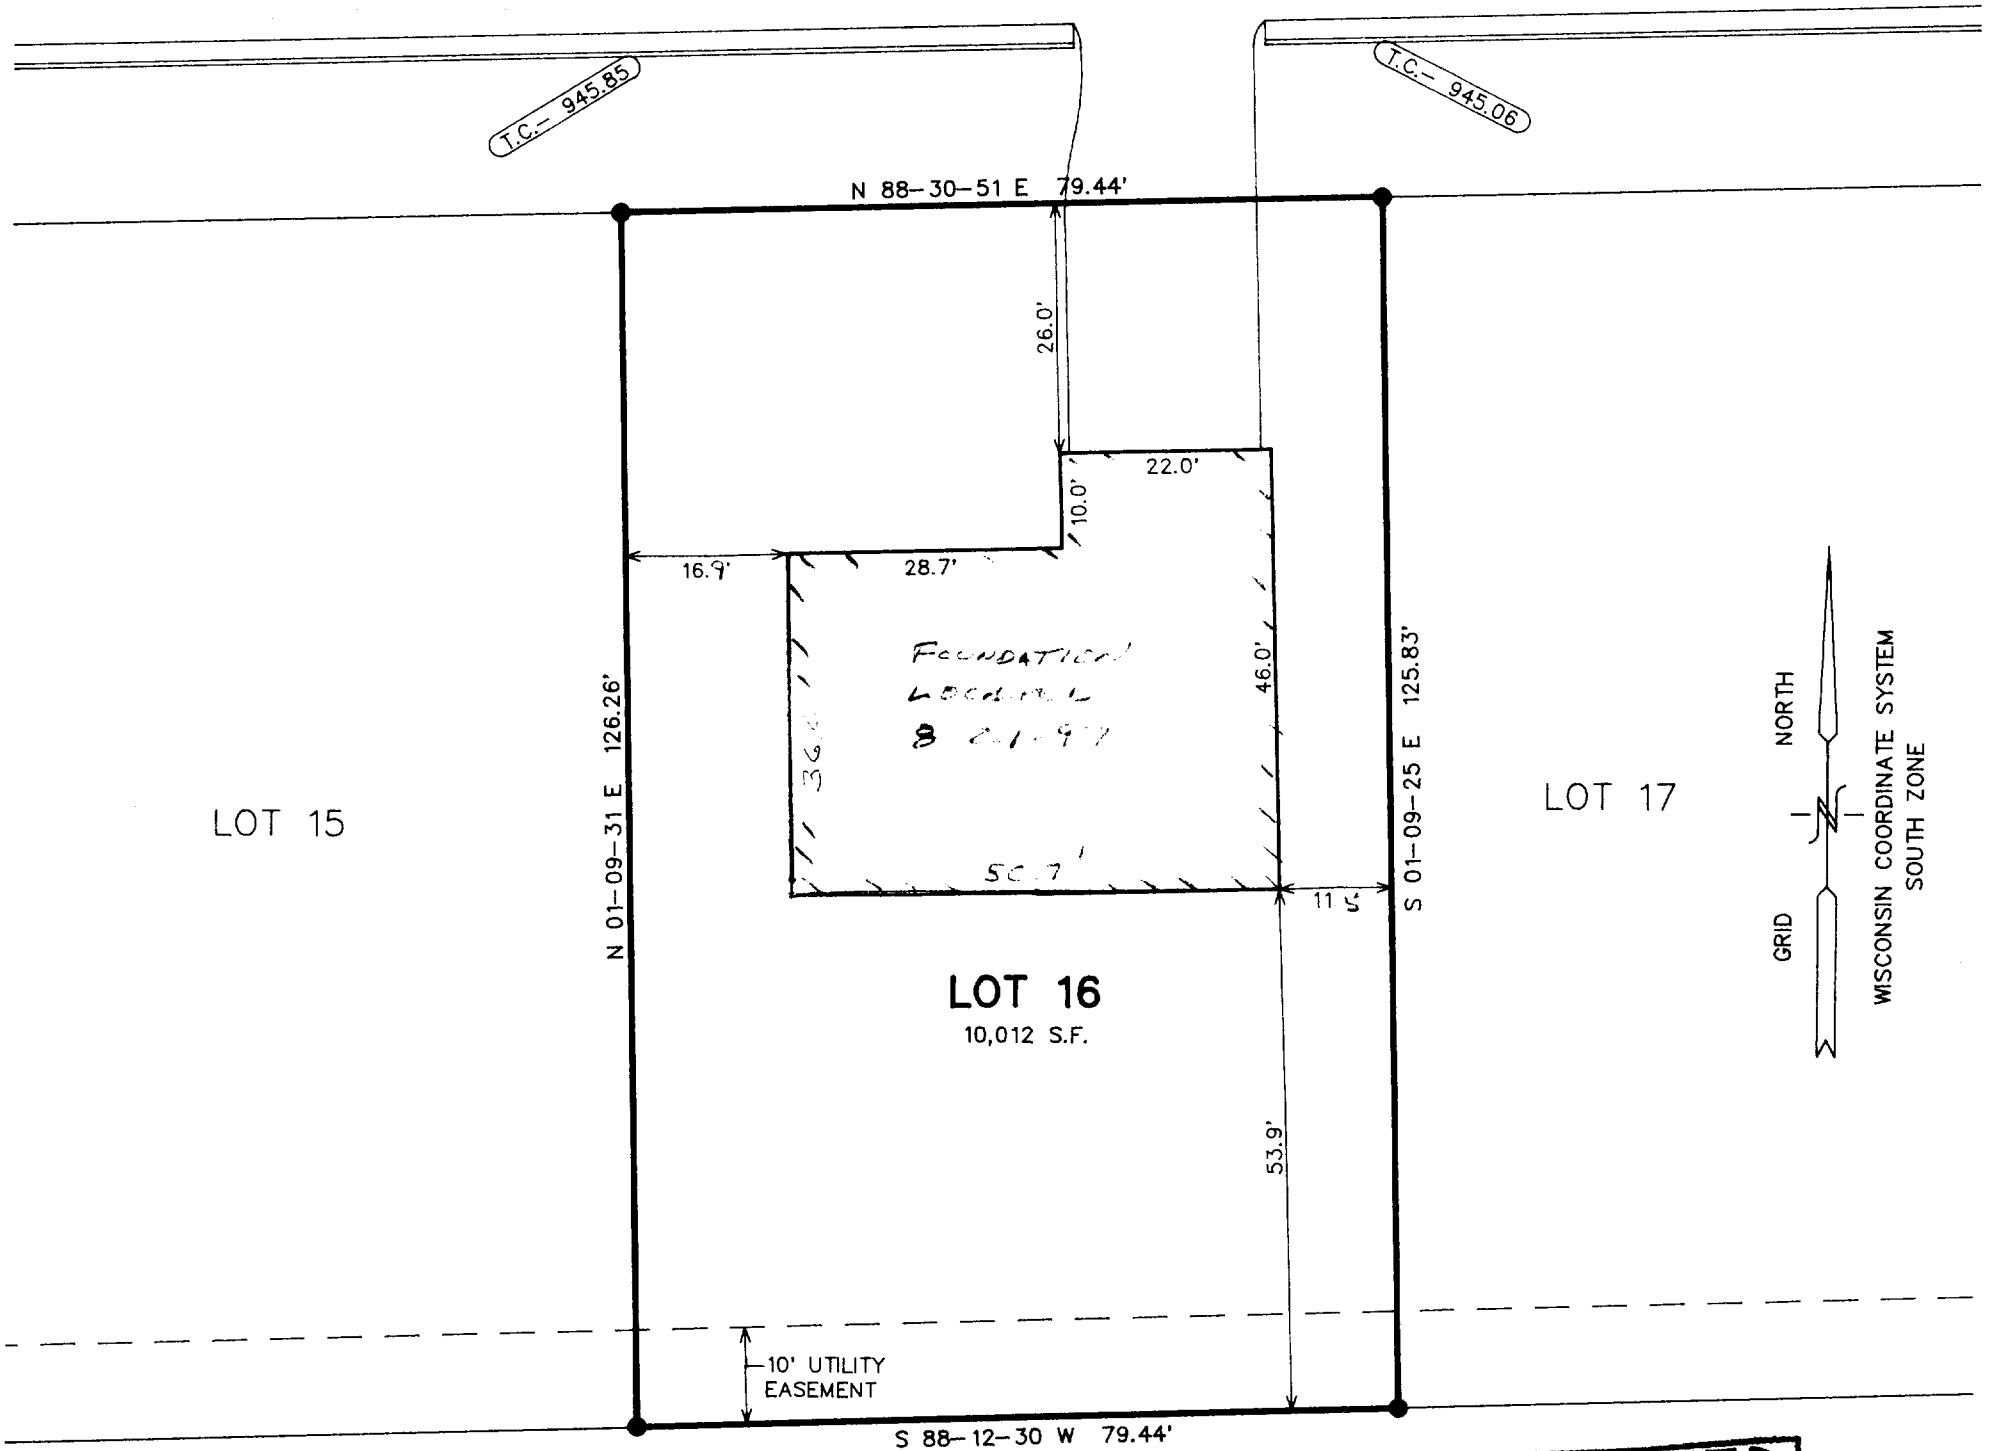 T.C.- 945.85
T.C.- 945.06
N 88-30-51 E 79.44'
26.0'
22.0'
10.0'
16.9'
28.7'
FOUNDATION
46.0'
50.7'
N 01-09-31 E 126.26'
S 01-09-25 E 125.83'
LOT 15
LOT 17
LOT 16
10,012 S.F.
53.9'
10' UTILITY
EASEMENT
S 88-12-30 W 79.44'
NORTH
GRID
WISCONSIN COORDINATE SYSTEM
SOUTH ZONE